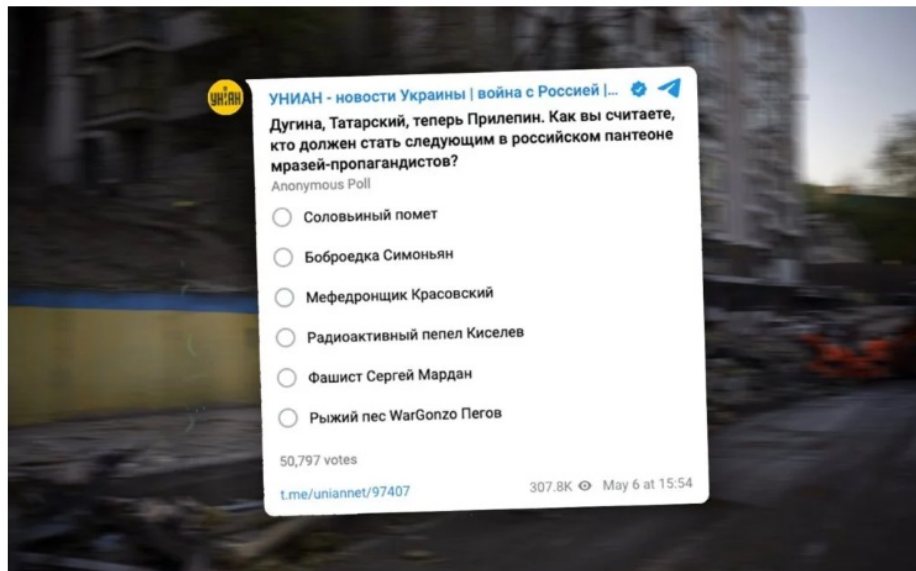 УНІАН
УНИАН - новости Украины | война с Россией |...
Дугина, Татарский, теперь Прилепин. Как вы считаете,
кто должен стать следующим в российском пантеоне
мразей-пропагандистов?
Anonymous Poll
Соловьиный помет
Боброедка Симоньян
Мефедронщик Красовский
Радиоактивный пепел Киселев
Фашист Сергей Мардан
Рыжий пес WarGonzo Пегов
50,797 votes
t.me/uniannet/97407 307.8K May 6 at 15:54